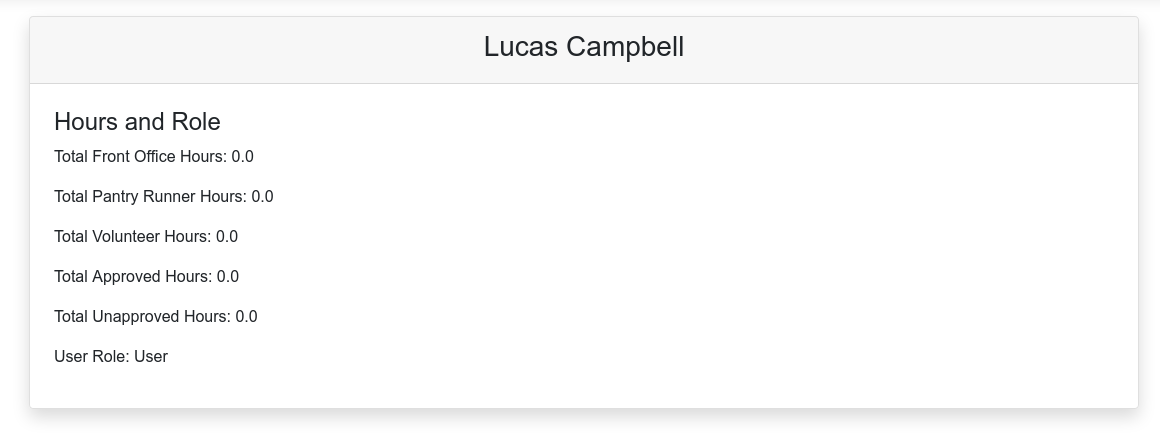 Lucas Campbell
Hours and Role
Total Front Office Hours: 0.0
Total Pantry Runner Hours: 0.0
Total Volunteer Hours: 0.0
Total Approved Hours: 0.0
Total Unapproved Hours: 0.0
User Role: User